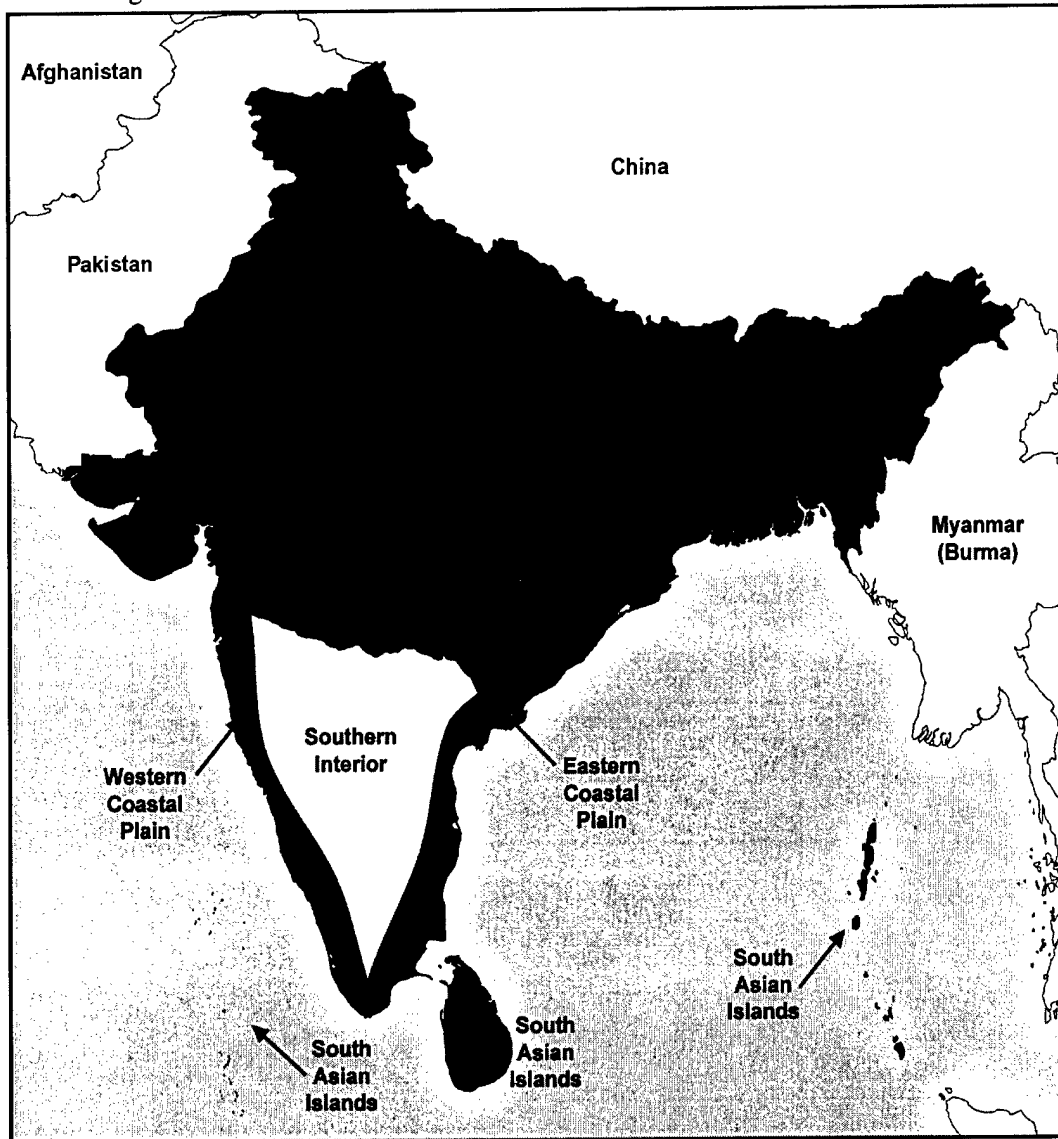 Afghanistan
China
Pakistan
Myanmar
(Burma)
Southern
Interior
Western
Coastal
Plain
Eastern
Coastal
Plain
South
Asian
Islands
South
Asian
Islands
South
Asian
Islands